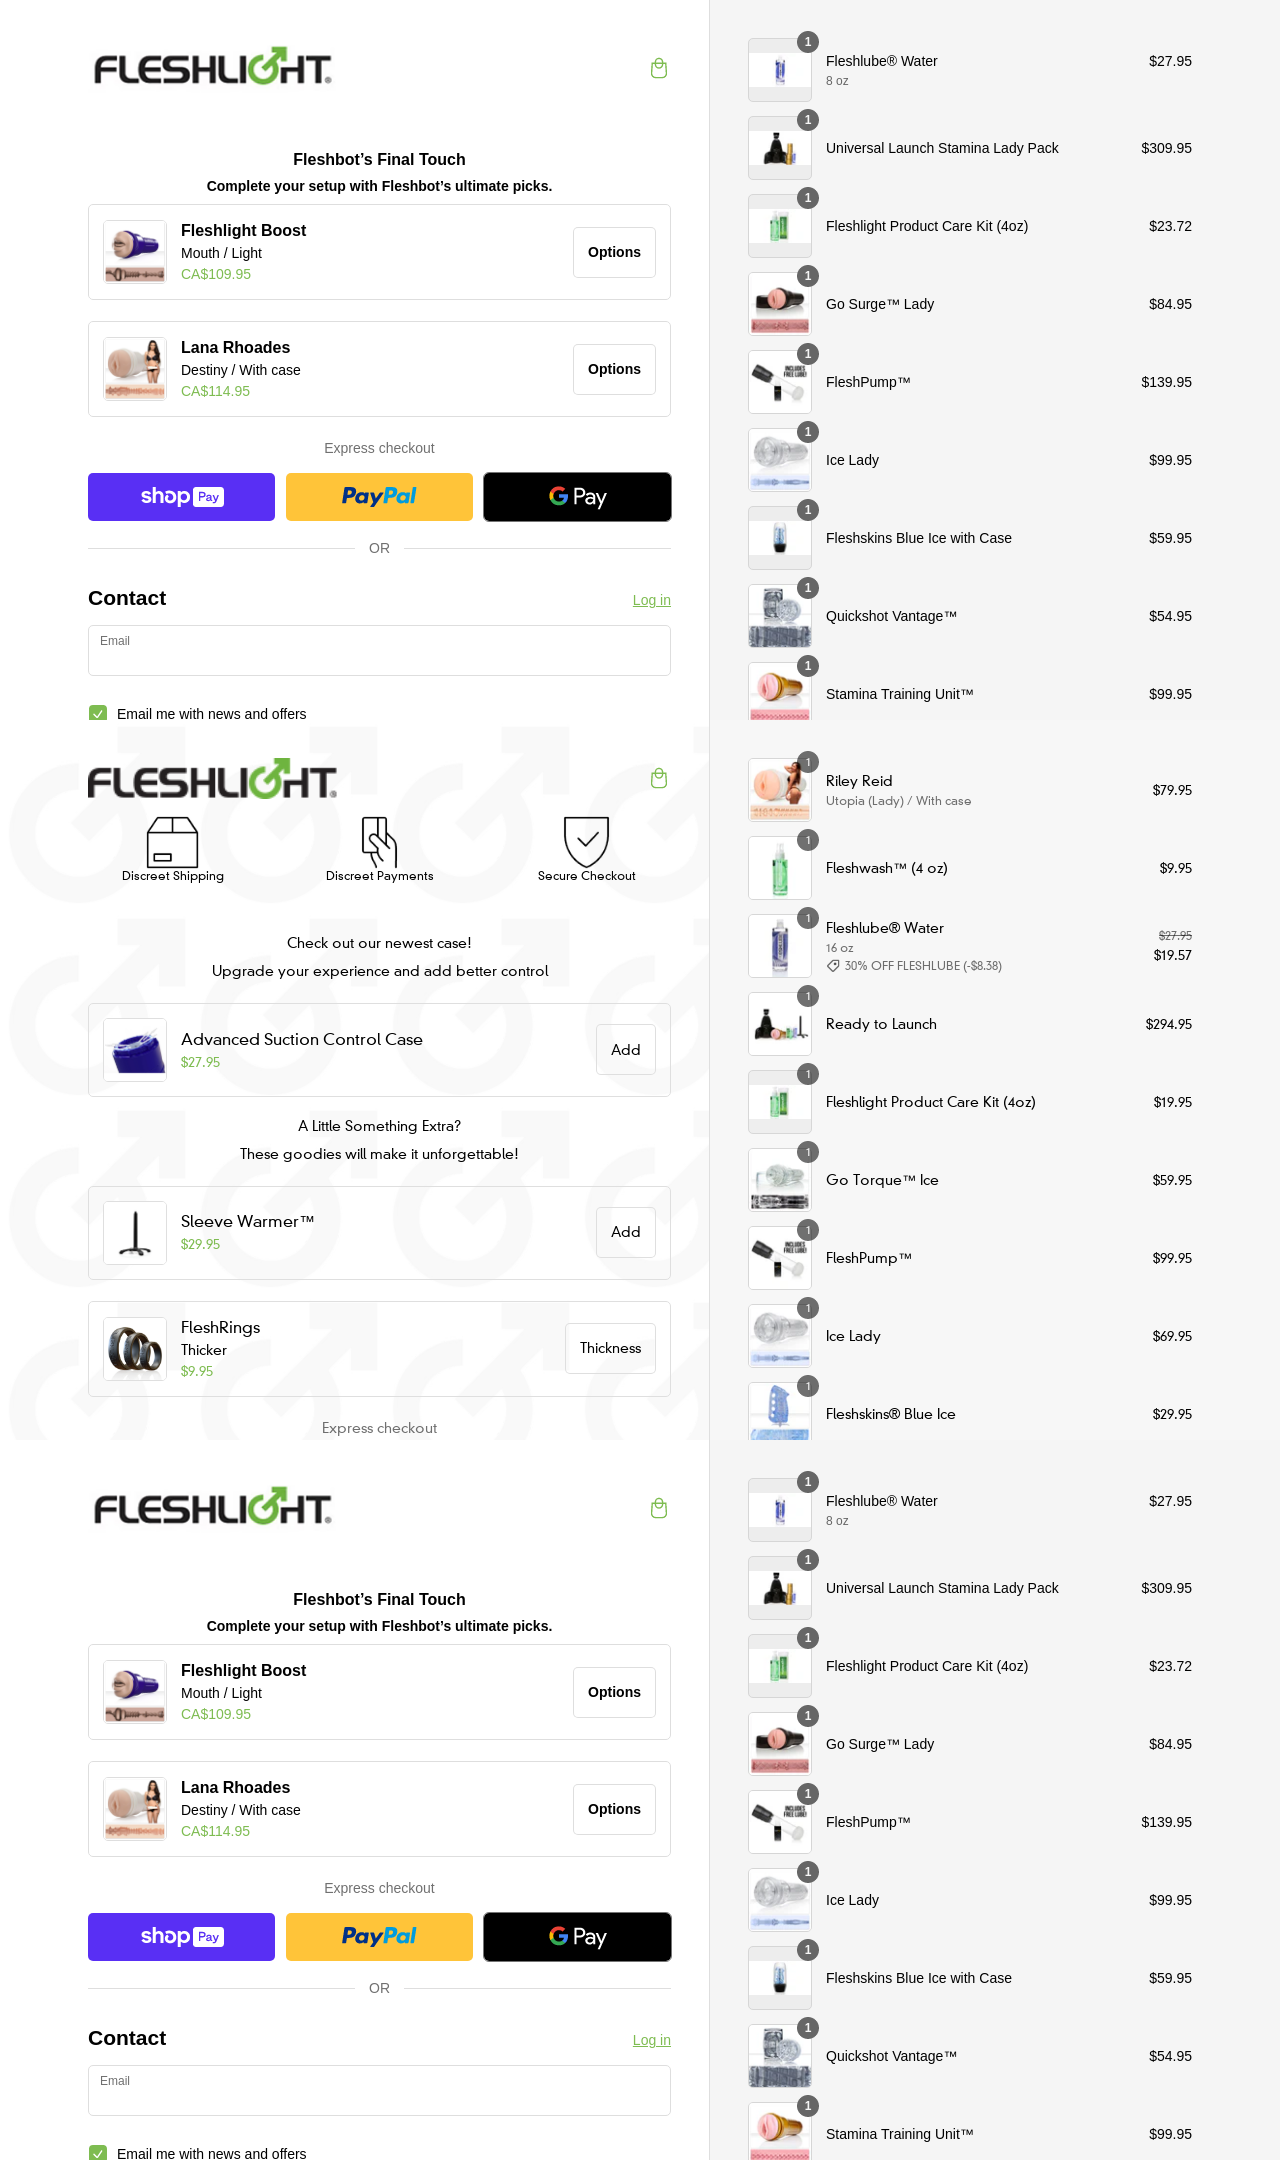 FLESHLIGHT.
Fleshbot’s Final Touch
Complete your setup with Fleshbot’s ultimate picks.
Fleshlight Boost
Mouth / Light
CA$109.95
Options
Lana Rhoades
Destiny / With case
CA$114.95
Options
Express checkout
shop Pay
PayPal
G Pay
OR
Contact
Log in
Email
Email me with news and offers
1
Fleshlube® Water
8 oz
$27.95
1
Universal Launch Stamina Lady Pack
$309.95
1
Fleshlight Product Care Kit (4oz)
$23.72
1
Go Surge™ Lady
$84.95
1
INCLUDES
FREE LUBE!
FleshPump™
$139.95
1
Ice Lady
$99.95
1
Fleshskins Blue Ice with Case
$59.95
1
Quickshot Vantage™
$54.95
1
Stamina Training Unit™
$99.95
FLESHLIGHT®
Discreet Shipping
Discreet Payments
Secure Checkout
Check out our newest case!
Upgrade your experience and add better control
Advanced Suction Control Case
$27.95
Add
A Little Something Extra?
These goodies will make it unforgettable!
Sleeve Warmer™
$29.95
Add
FleshRings
Thicker
$9.95
Thickness
Express checkout
1
Riley Reid
Utopia (Lady) / With case
$79.95
1
Fleshwash™ (4 oz)
$9.95
1
Fleshlube® Water
16 oz
30% OFF FLESHLUBE (-$8.38)
$27.95
$19.57
1
Ready to Launch
$294.95
1
Fleshlight Product Care Kit (4oz)
$19.95
1
Go Torque™ Ice
$59.95
1
INCLUDES
FREE LUBE!
FleshPump™
$99.95
1
Ice Lady
$69.95
1
Fleshskins® Blue Ice
$29.95
FLESHLIGHT.
Fleshbot’s Final Touch
Complete your setup with Fleshbot’s ultimate picks.
Fleshlight Boost
Mouth / Light
CA$109.95
Options
Lana Rhoades
Destiny / With case
CA$114.95
Options
Express checkout
shop Pay
PayPal
G Pay
OR
Contact
Log in
Email
Email me with news and offers
1
Fleshlube® Water
8 oz
$27.95
1
Universal Launch Stamina Lady Pack
$309.95
1
Fleshlight Product Care Kit (4oz)
$23.72
1
Go Surge™ Lady
$84.95
1
INCLUDES
FREE LUBE!
FleshPump™
$139.95
1
Ice Lady
$99.95
1
Fleshskins Blue Ice with Case
$59.95
1
Quickshot Vantage™
$54.95
1
Stamina Training Unit™
$99.95